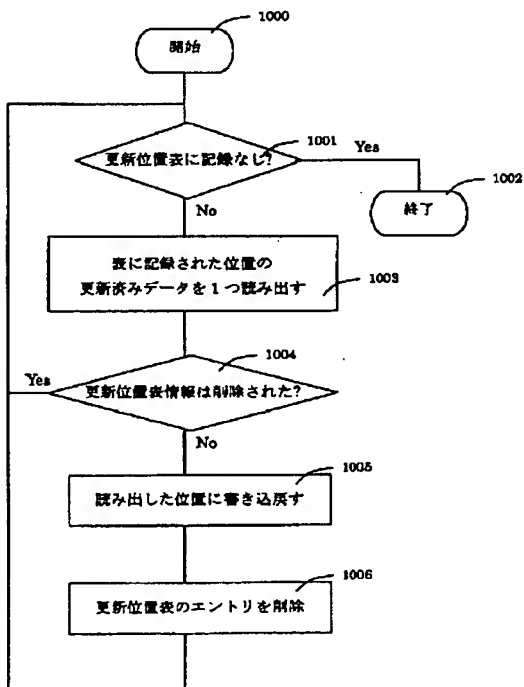 1000
開始
1001
更新位置表に記録なし?
Yes
1002
終了
No
表に記録された位置の
更新済みデータを1つ読み出す
1003
1004
Yes
更新位置表情報は削除された?
No
1005
読み出した位置に書き込戻す
1006
更新位置表のエントリを削除